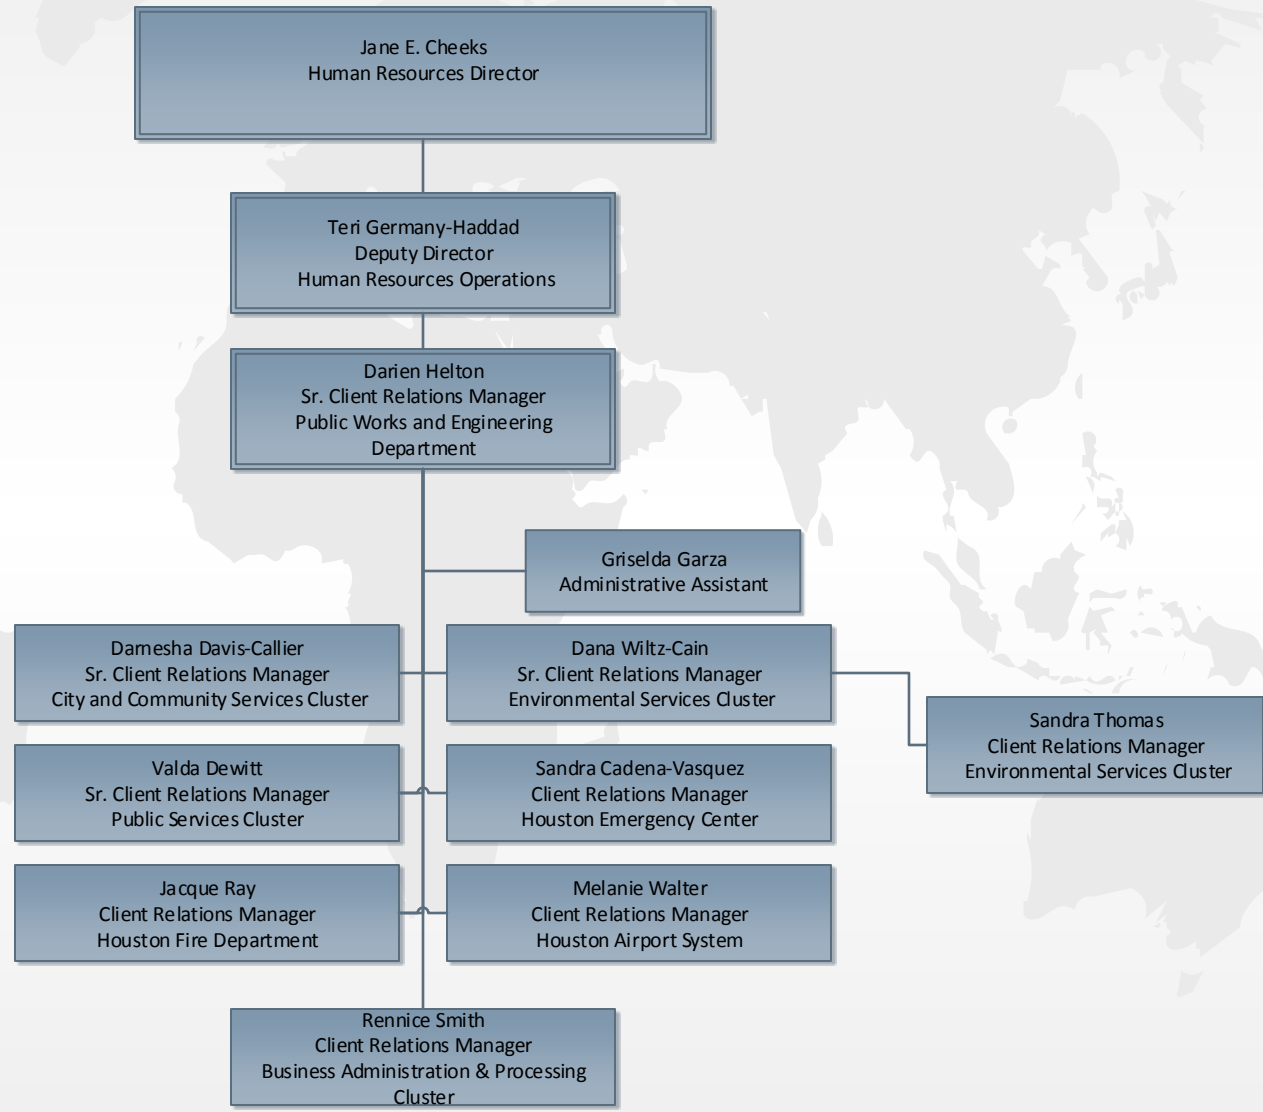 Jane E. Cheeks
Human Resources Director
Teri Germany-Haddad
Deputy Director
Human Resources Operations
Darien Helton
Sr. Client Relations Manager
Public Works and Engineering
Department
Griselda Garza
Administrative Assistant
Damesha Davis-Callier
Sr. Client Relations Manager
City and Community Services Cluster
Dana Wiltz-Cain
Sr. Client Relations Manager
Environmental Services Cluster
Sandra Thomas
Client Relations Manager
Environmental Services Cluster
Valda Dewitt
Sr. Client Relations Manager
Public Services Cluster
Sandra Cadena-Vasquez
Client Relations Manager
Houston Emergency Center
Jacque Ray
Client Relations Manager
Houston Fire Department
Melanie Walter
Client Relations Manager
Houston Airport System
Rennice Smith
Client Relations Manager
Business Administration & Processing
Cluster